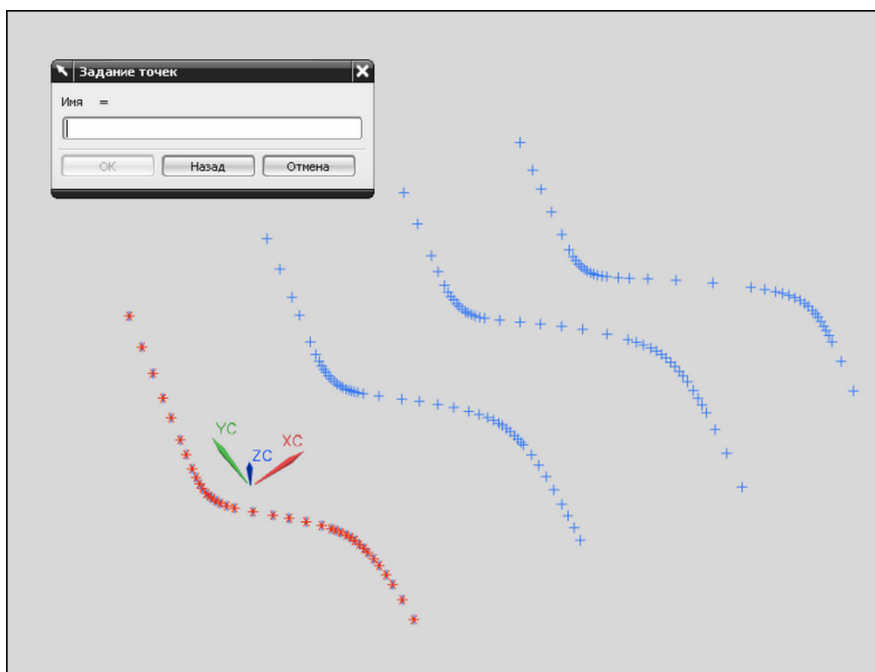 Задание точек
Имя =
OK
Назад
Отмена
YC
XC
ZC